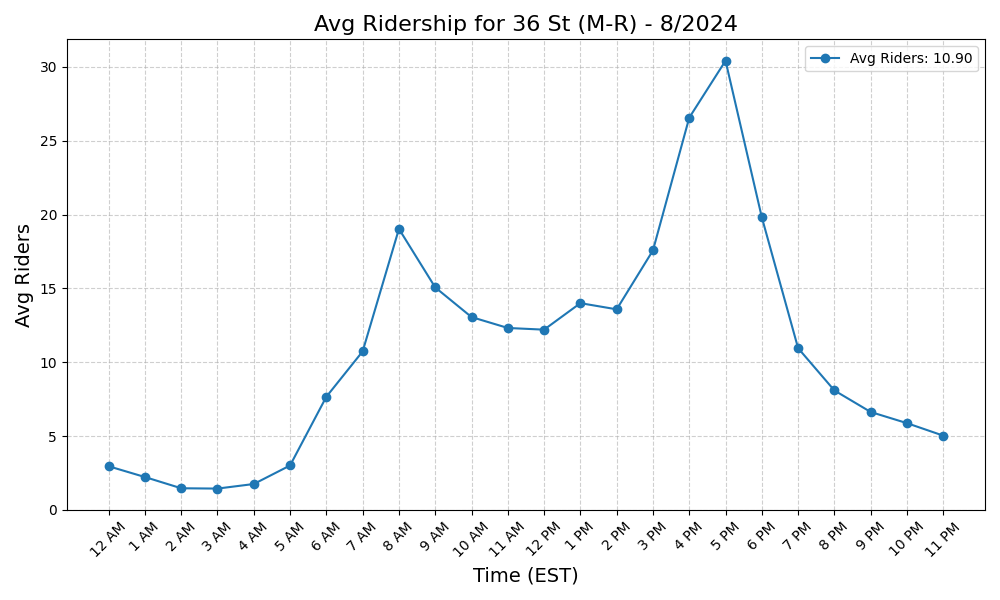 Avg Ridership for 36 St (M-R) - 8/2024
Avg Riders: 10.90
Avg Riders
30
25
20
15
10
5
0
12 AM
1 AM
2 AM
3 AM
4 AM
5 AM
6 AM
7 AM
8 AM
9 AM
10 AM
11 AM
12 PM
1 PM
2 PM
3 PM
4 PM
5 PM
6 PM
7 PM
8 PM
9 PM
10 PM
11 PM
Time (EST)